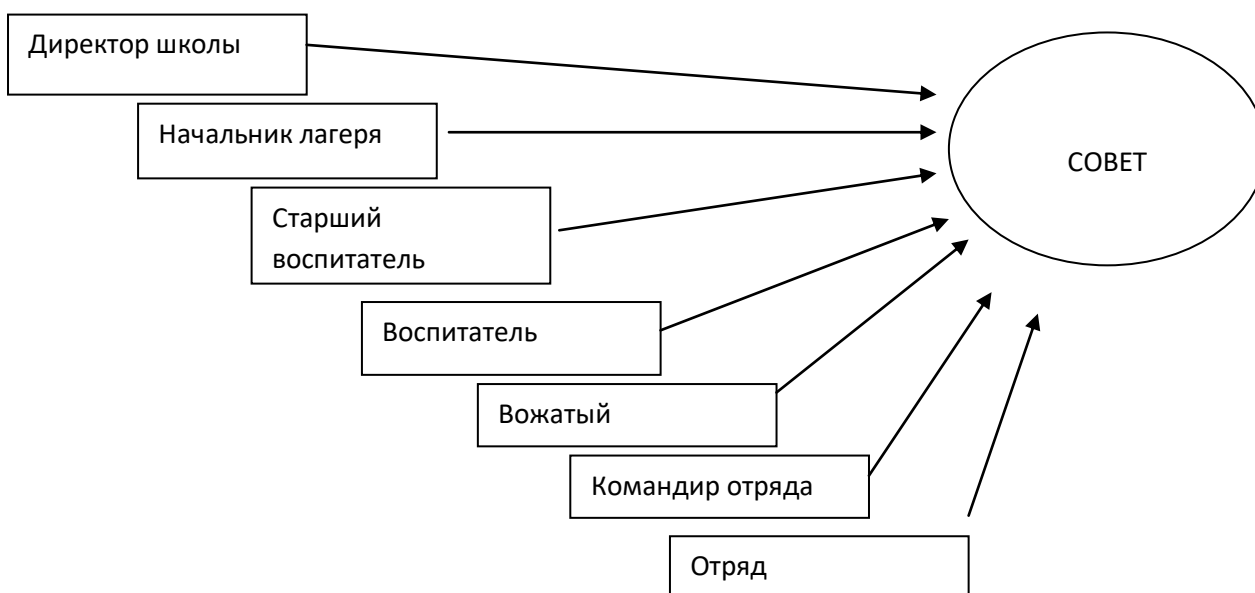 Директор школы
Начальник лагеря
СОВЕТ
Старший
воспитатель
Воспитатель
Вожатый
Командир отряда
Отряд